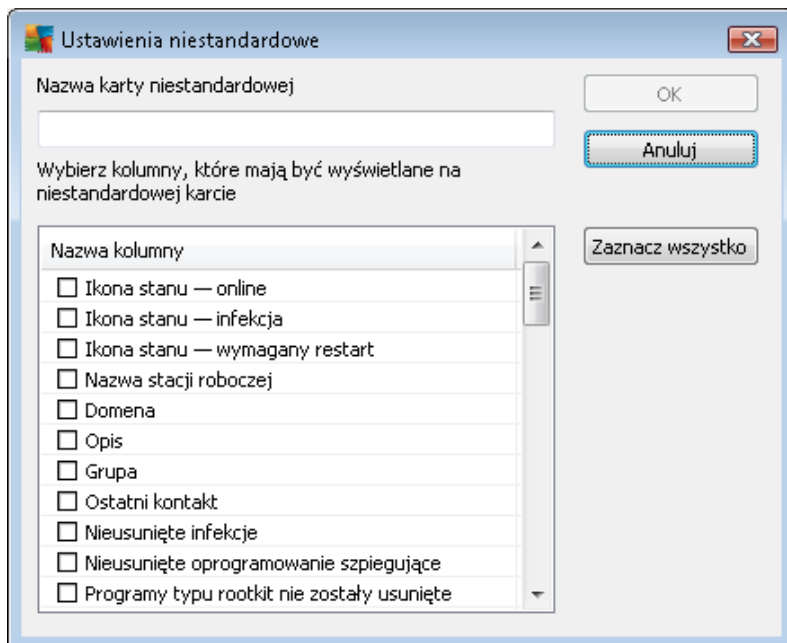 Ustawienia niestandardowe
Nazwa karty niestandardowej
OK
Anuluj
Wybierz kolumny, które mają być wyświetlane na
niestandardowej karcie
Zaznacz wszystko
Nazwa kolumny
Ikona stanu — online
Ikona stanu — infekcja
Ikona stanu — wymagany restart
Nazwa stacji roboczej
Domena
Opis
Grupa
Ostatni kontakt
Nieusunięte infekcje
Nieusunięte oprogramowanie szpiegujące
Programy typu rootkit nie zostały usunięte